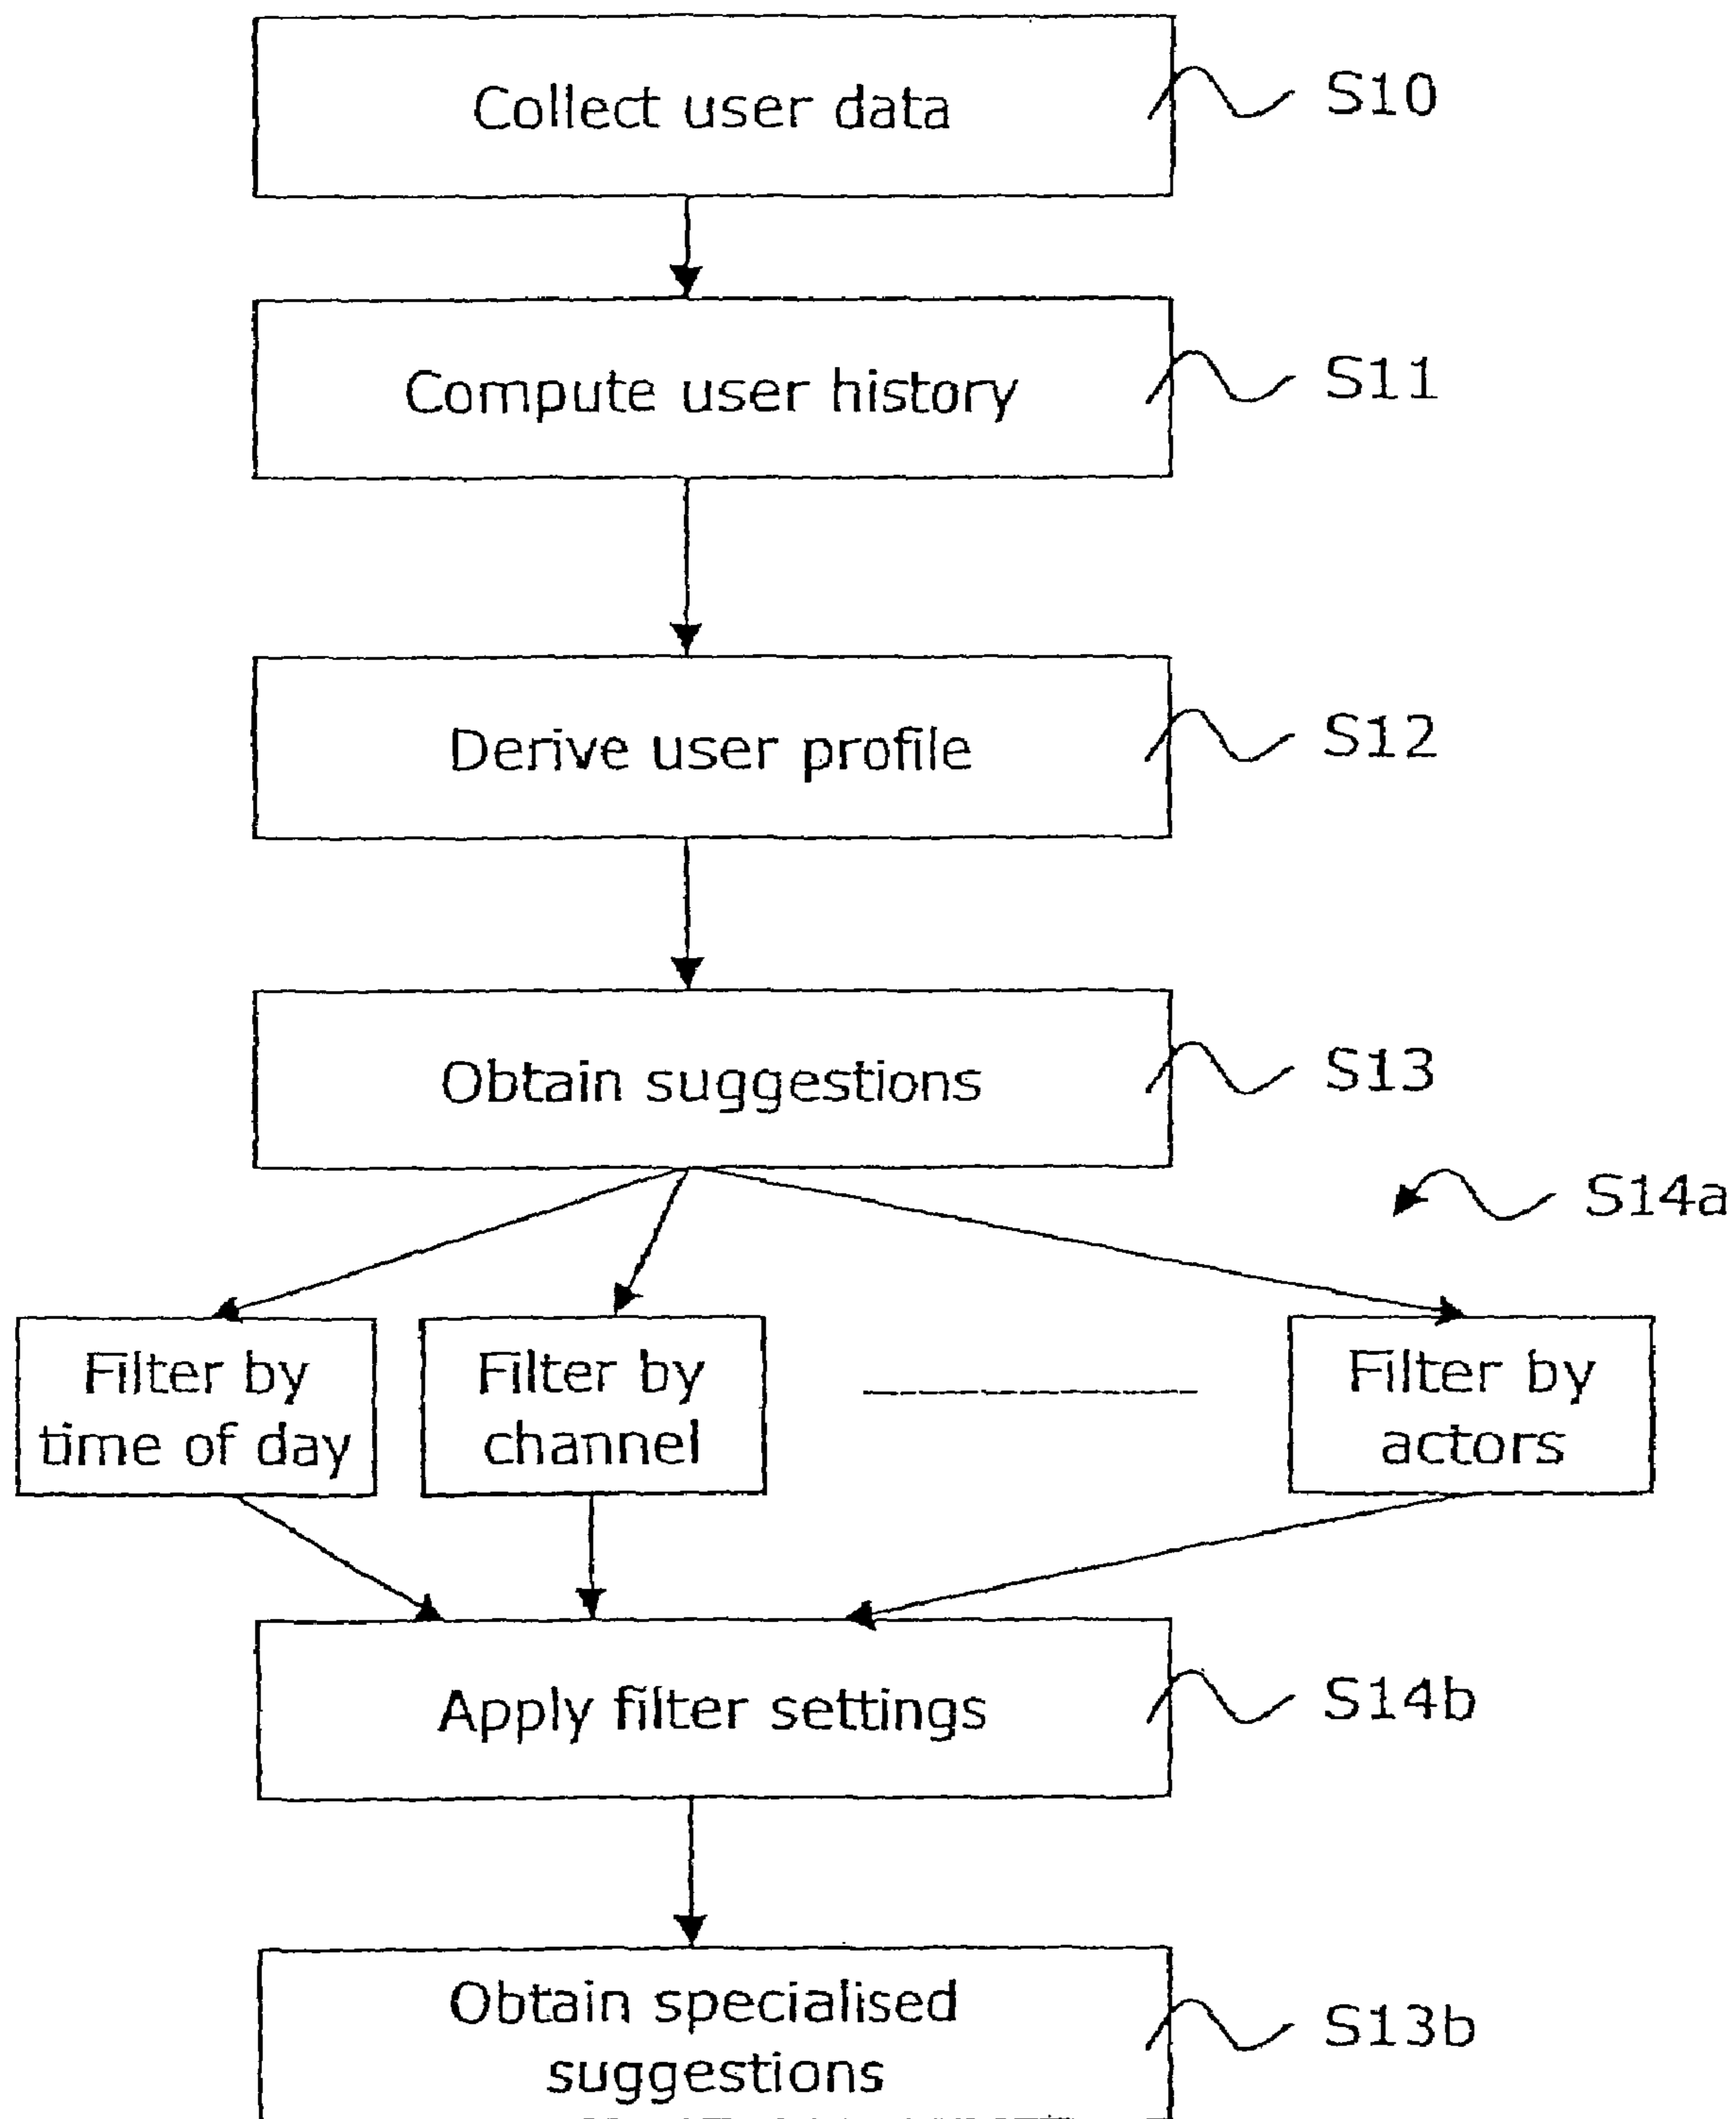 Collect user data
S10
Compute user history
S11
Derive user profile
S12
Obtain suggestions
S13
S14a
Filter by
time of day
Filter by
channel
Filter by
actors
Apply filter settings
S14b
Obtain specialised
suggestions
S13b